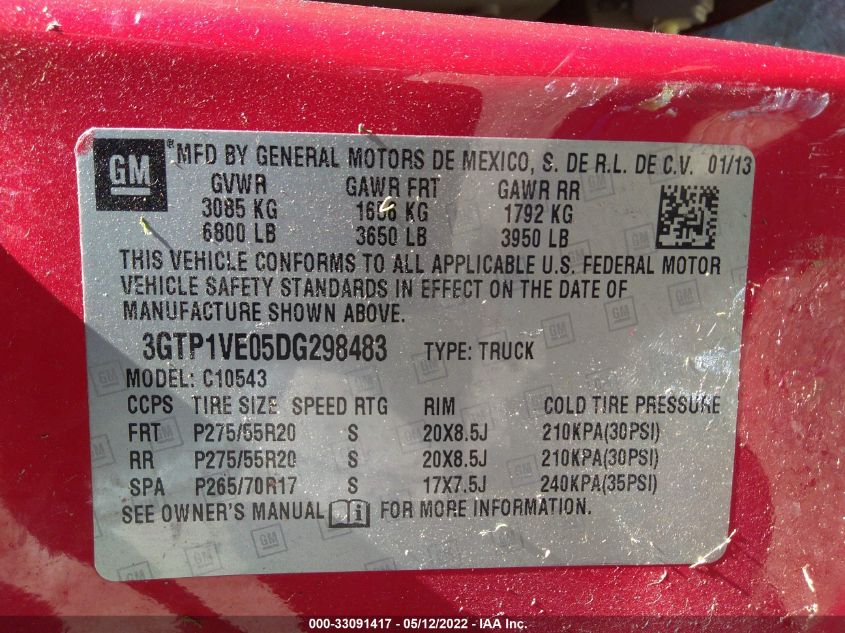 GM ® MFD BY GENERAL MOTORS DE MEXICO, S. DE R.L. DE C.V. 01/13
GVWR GAWR FRT GAWR RR
3085 KG 1656 KG 1792 KG
6800 LB 3650 LB 3950 LB
THIS VEHICLE CONFORMS TO ALL APPLICABLE U.S. FEDERAL MOTOR
VEHICLE SAFETY STANDARDS IN EFFECT ON THE DATE OF
MANUFACTURE SHOWN ABOVE.
3GTP1VE05DG298483 TYPE: TRUCK
MODEL: C10543
CCPS TIRE SIZE SPEED RTG RIM COLD TIRE PRESSURE
FRT P275/55R20 S 20X8.5J 210KPA(30PSI)
RR P275/55R20 S 20X8.5J 210KPA(30PSI)
SPA P265/70R17 S 17X7.5J 240KPA(35PSI)
SEE OWNER'S MANUAL i FOR MORE INFORMATION.
000-33091417 - 05/12/2022 - IAA Inc.